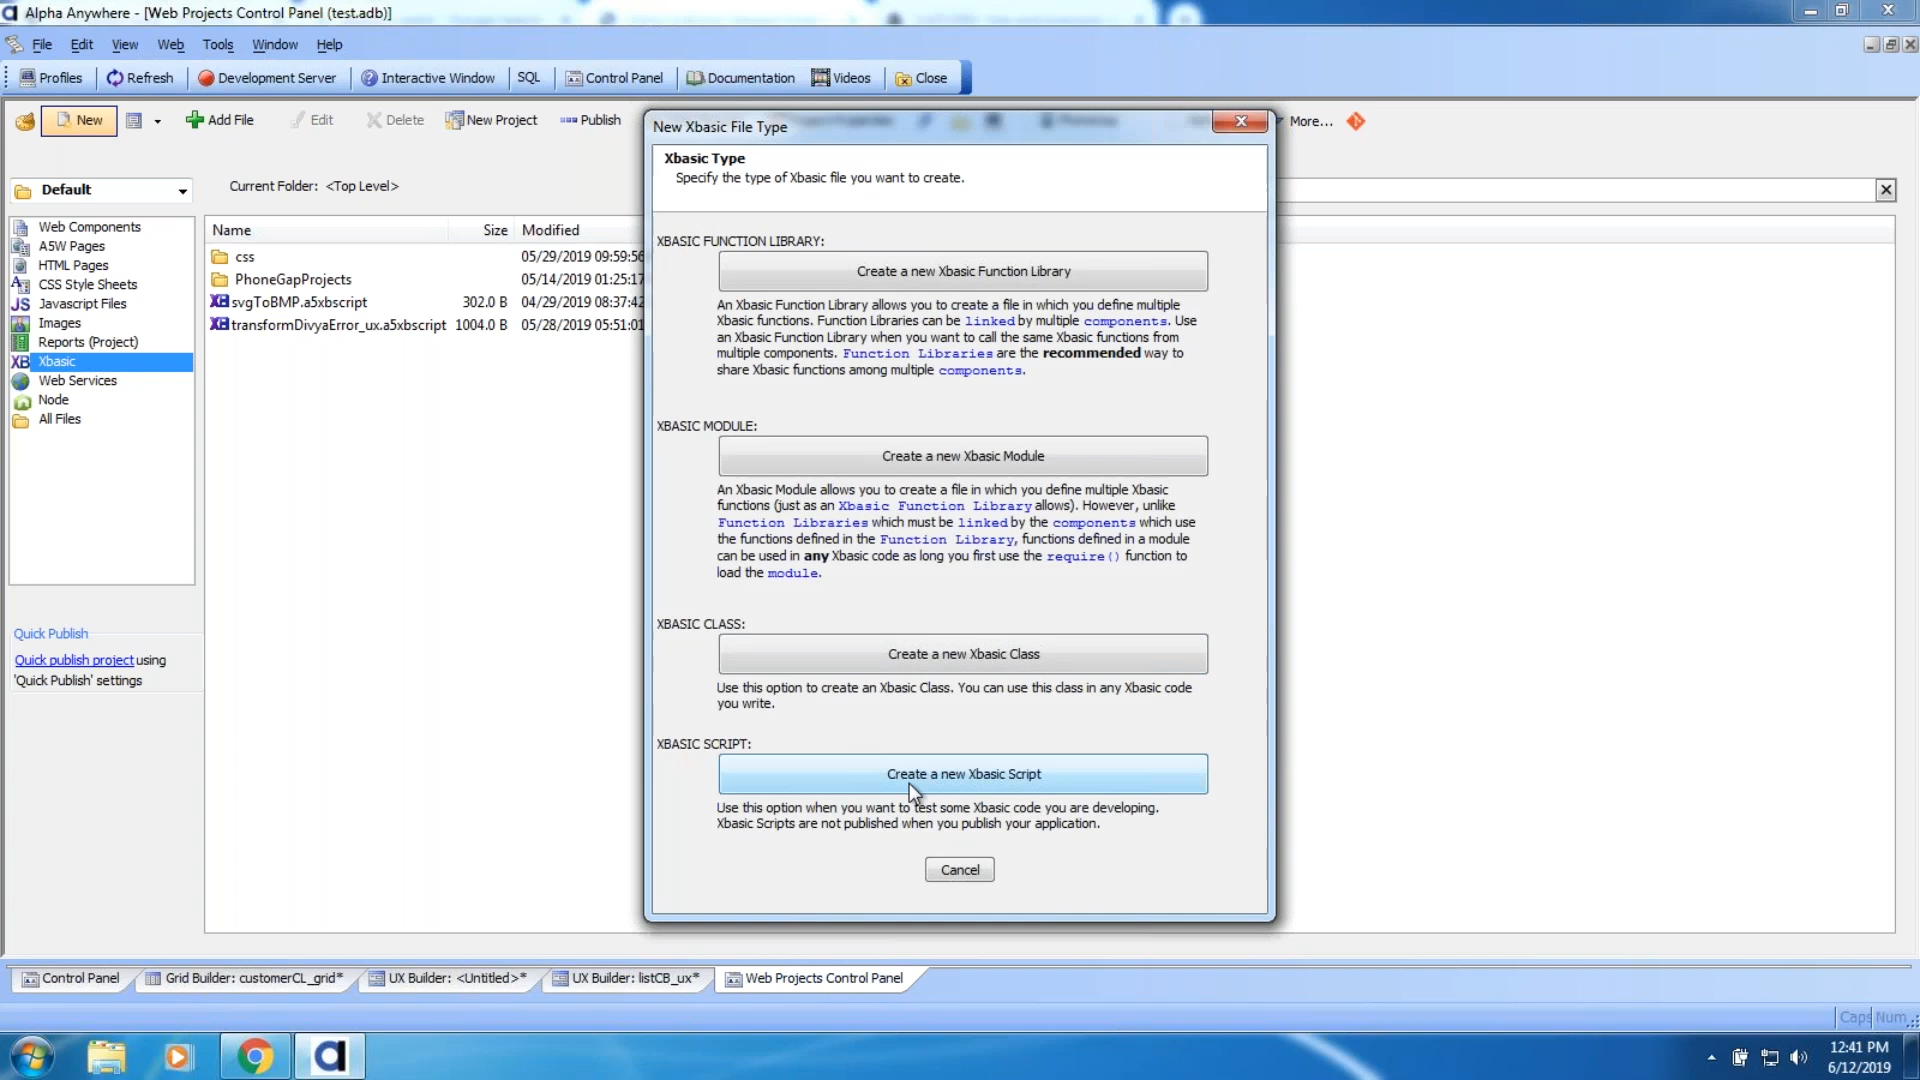 Alpha Anywhere - [Web Projects Control Panel (test.adb)]
File Edit View Web Tools Window Help
Profiles Refresh Development Server Interactive Window SQL Control Panel Documentation Videos Close
New Add File Edit Delete New Project Publish More...
Default
Current Folder: <Top Level>
Web Components
A5W Pages
HTML Pages
CSS Style Sheets
JS Javascript Files
Images
Reports (Project)
XB Xbasic
Web Services
Node
All Files
Name Size Modified
css 05/29/2019 09:59:56
PhoneGapProjects 05/14/2019 01:25:17
svgToBMP.a5xbscript 302.0 B 04/29/2019 08:37:42
transformDivyaError_ux.a5xbscript 1004.0 B 05/28/2019 05:51:01
Quick Publish
Quick publish project using
'Quick Publish' settings
New Xbasic File Type
Xbasic Type
Specify the type of Xbasic file you want to create.
XBASIC FUNCTION LIBRARY:
Create a new Xbasic Function Library
An Xbasic Function Library allows you to create a file in which you define multiple
Xbasic functions. Function Libraries can be linked by multiple components. Use
an Xbasic Function Library when you want to call the same Xbasic functions from
multiple components. Function Libraries are the recommended way to
share Xbasic functions among multiple components.
XBASIC MODULE:
Create a new Xbasic Module
An Xbasic Module allows you to create a file in which you define multiple Xbasic
functions (just as an Xbasic Function Library allows). However, unlike
Function Libraries which must be linked by the components which use
the functions defined in the Function Library, functions defined in a module
can be used in any Xbasic code as long you first use the require() function to
load the module.
XBASIC CLASS:
Create a new Xbasic Class
Use this option to create an Xbasic Class. You can use this class in any Xbasic code
you write.
XBASIC SCRIPT:
Create a new Xbasic Script
Use this option when you want to test some Xbasic code you are developing.
Xbasic Scripts are not published when you publish your application.
Cancel
Control Panel Grid Builder: customerCL_grid* UX Builder: <Untitled>* UX Builder: listCB_ux* Web Projects Control Panel
Caps Num
12:41 PM
6/12/2019